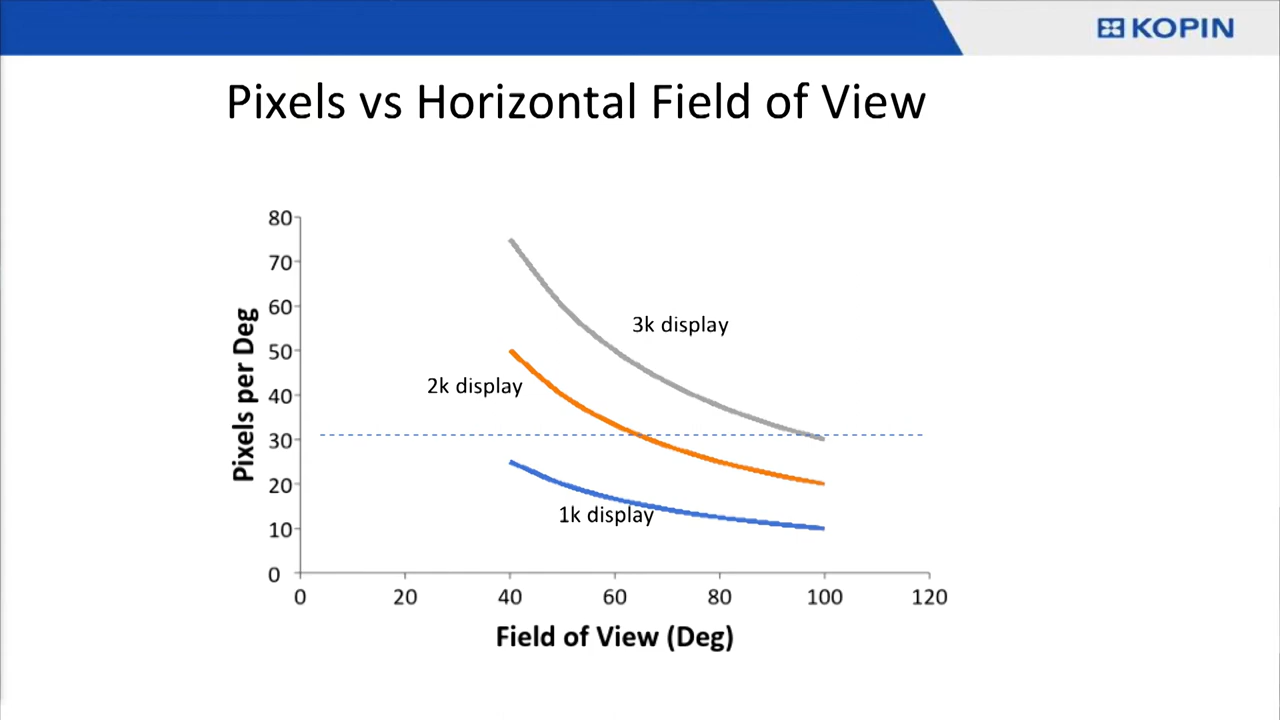 KOPIN
Pixels vs Horizontal Field of View
80
70
60
50
40
30
20
10
0
Pixels per Deg
3k display
2k display
1k display
0 20 40 60 80 100 120
Field of View (Deg)